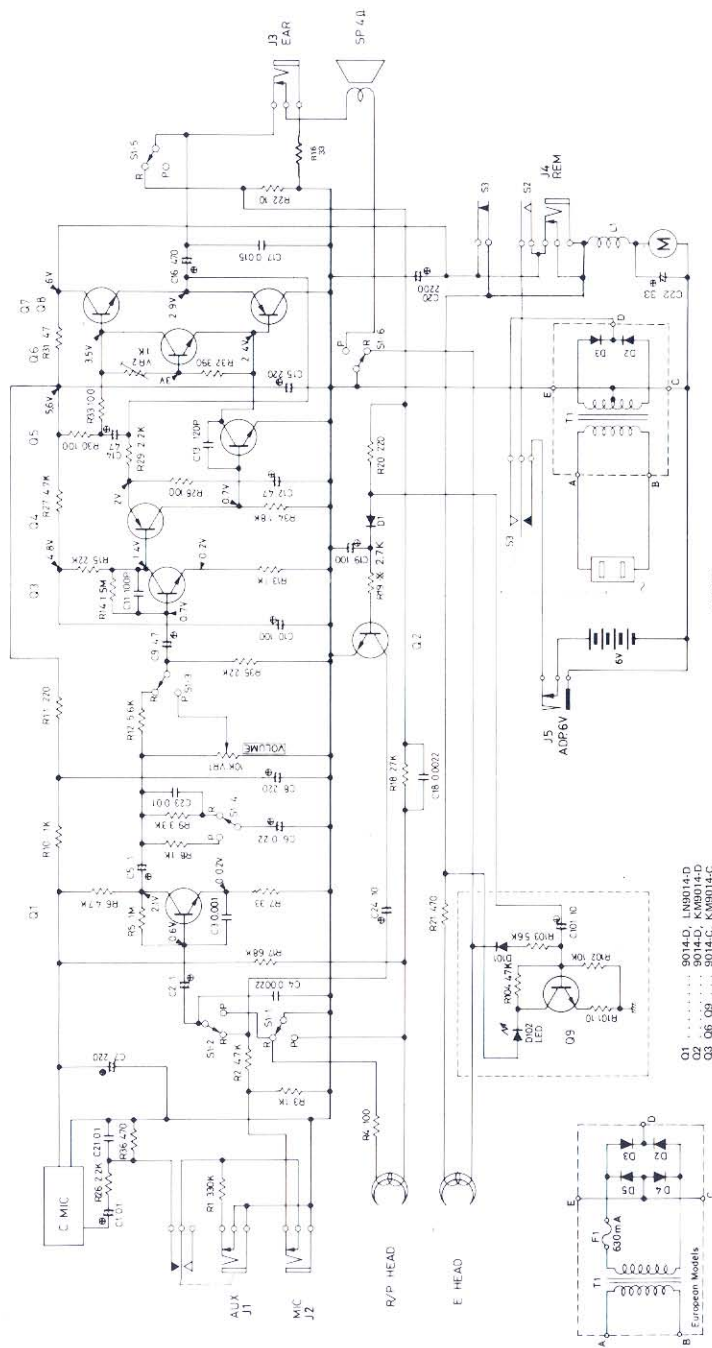 Q1
Q3
Q4
Q5
Q6
Q7
Q8
C MIC
C1 01
R26 2.2K
C21 01
R36 470
C7 220
AUX
J1
MIC
J2
R1 330K
R2 4.7K
R3 1K
R4 100
R/P HEAD
E HEAD
C2 1
S1-2
R
P
S1-1
R
P
C4 0.0022
R17 68K
R5 1M
R6 4.7K
2.1V
0.6V
0.02V
C3 0.001
R7 33
C5 1
R8 1K
R9 3.3K
C23 0.01
S1-4
P
R
C6 0.22
R10 1K
R11 220
C8 220
10K VR1
VOLUME
R12 5.6K
S1-3
R
P
C9 4.7
R35 22K
C10 100
4.8V
R15 22K
R14 1.5M
C11 100P
0.7V
1.4V
0.2V
R13 1K
R27 4.7K
2V
R28 100
0.7V
R34 1.8K
C12 47
5.6V
R30 100
C14 47
R29 2.2K
R33 100
C13 120P
R31 47
3.5V
VR2
1K
3V
R32 390
C15 220
2.4V
2.9V
6V
C16 470
C17 0.015
R22 10
S1-5
R
P
R16
33
J3
EAR
SP 4Ω
C24 10
Q2
R19 2.7K
C19 100
D1
R20 220
R18 27K
C18 0.0022
S1-6
P
R
C20
2200
S3
S2
J4
REM
L1
M
C22 33
R21 470
D101
R103 5.6K
C101 10
R104 47K
R102 10K
R101 10
D102
LED
Q9
S3
T1
D3
D2
A
B
C
D
E
6V
J5
ADP.6V
A
B
T1
F1
630mA
D5
D3
D4
D2
E
D
C
European Models
Q1 . . . . . . . . 9014-D, LN9014-D
Q2 . . . . . . . . 9014-D, KM9014-D
Q3 Q6 Q9 . . . 9014-C, KM9014-C